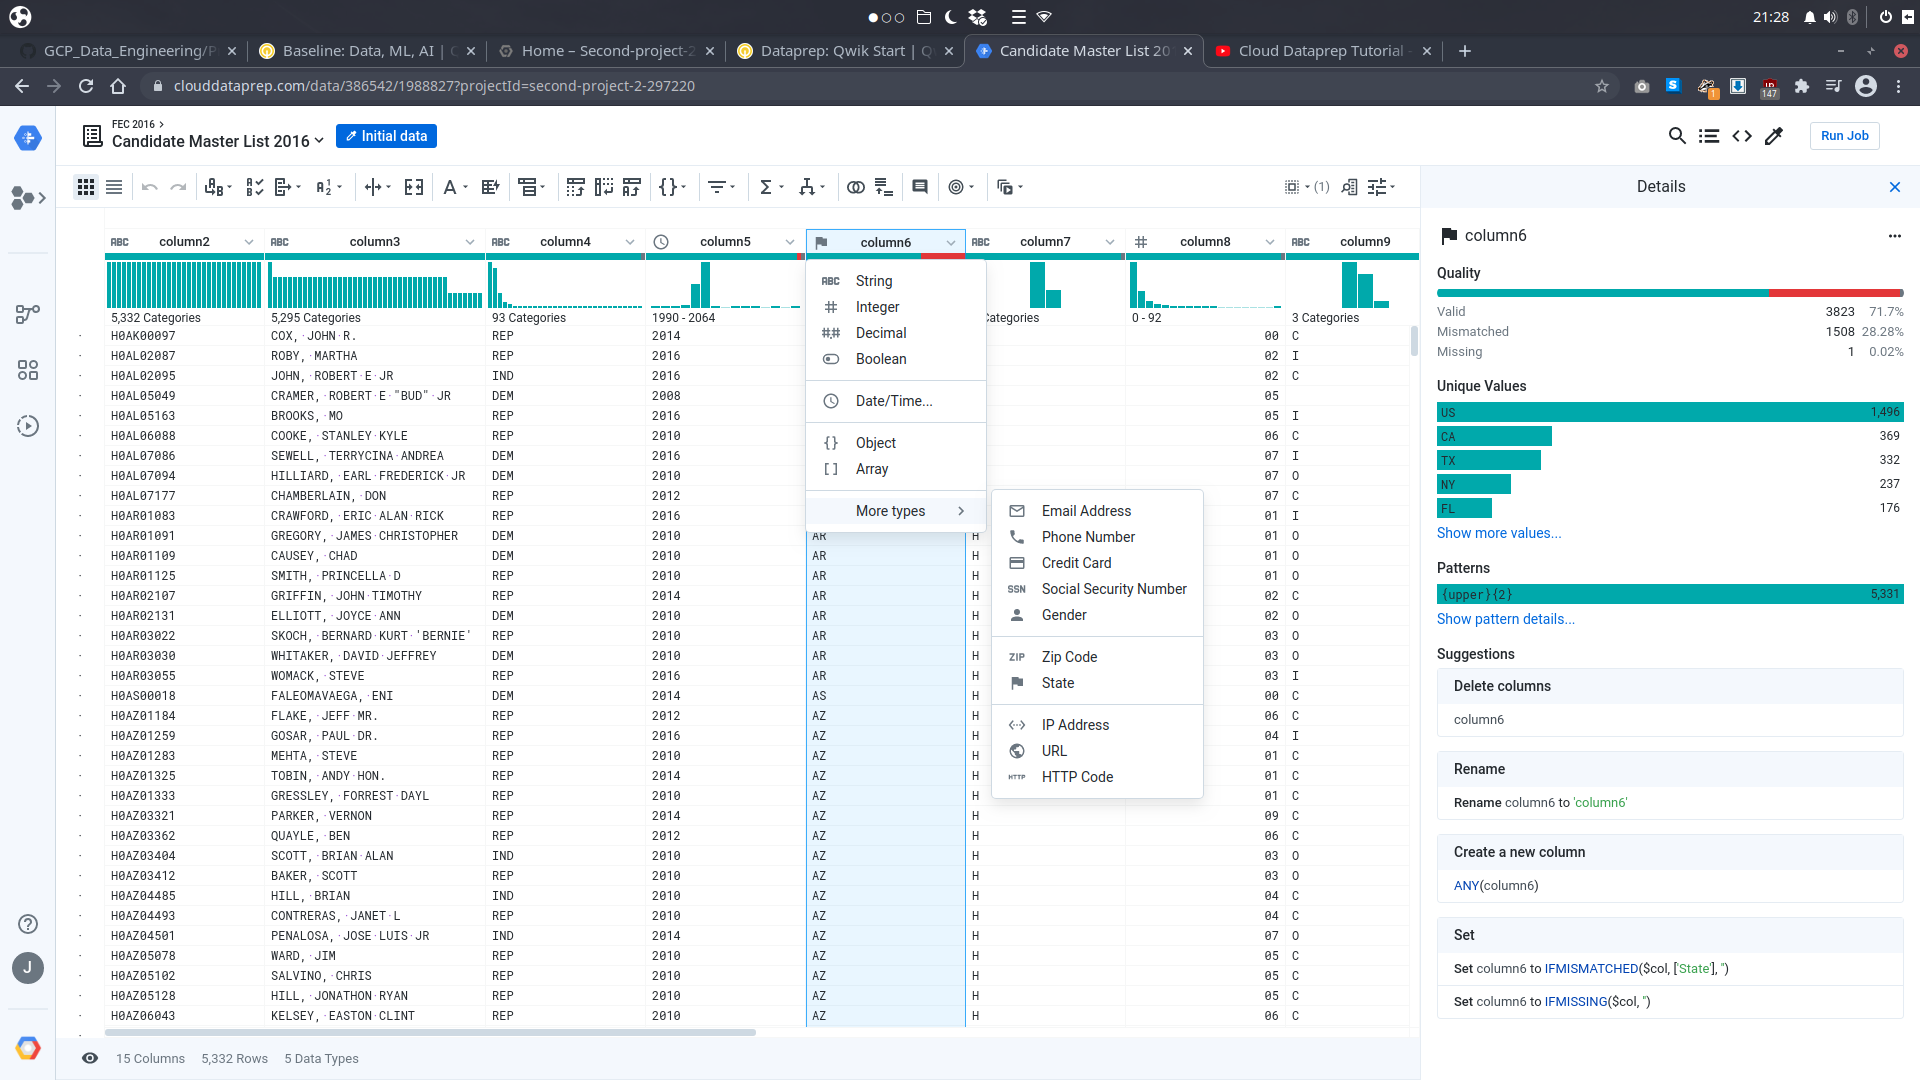 21:28
GCP_Data_Engineering/P
Baseline: Data, ML, AI |
Home – Second-project-2
Dataprep: Qwik Start | Q
Candidate Master List 20
Cloud Dataprep Tutorial -
clouddataprep.com/data/386542/1988827?projectId=second-project-2-297220
1
147
FEC 2016
Candidate Master List 2016
Initial data
Run Job
(1)
Details
ABC column2
ABC column3
ABC column4
column5
column6
ABC column7
# column8
ABC column9
5,332 Categories
5,295 Categories
93 Categories
1990 - 2064
Categories
0 - 92
3 Categories
H0AK00097 COX, JOHN R. REP 2014 00 C
H0AL02087 ROBY, MARTHA REP 2016 02 I
H0AL02095 JOHN, ROBERT E JR IND 2016 02 C
H0AL05049 CRAMER, ROBERT E "BUD" JR DEM 2008 05
H0AL05163 BROOKS, MO REP 2016 05 I
H0AL06088 COOKE, STANLEY KYLE REP 2010 06 C
H0AL07086 SEWELL, TERRYCINA ANDREA DEM 2016 07 I
H0AL07094 HILLIARD, EARL FREDERICK JR DEM 2010 07 O
H0AL07177 CHAMBERLAIN, DON REP 2012 07 C
H0AR01083 CRAWFORD, ERIC ALAN RICK REP 2016 01 I
H0AR01091 GREGORY, JAMES CHRISTOPHER DEM 2010 AR H 01 O
H0AR01109 CAUSEY, CHAD DEM 2010 AR H 01 O
H0AR01125 SMITH, PRINCELLA D REP 2010 AR H 01 O
H0AR02107 GRIFFIN, JOHN TIMOTHY REP 2014 AR H 02 C
H0AR02131 ELLIOTT, JOYCE ANN DEM 2010 AR H 02 O
H0AR03022 SKOCH, BERNARD KURT 'BERNIE' REP 2010 AR H 03 O
H0AR03030 WHITAKER, DAVID JEFFREY DEM 2010 AR H 03 O
H0AR03055 WOMACK, STEVE REP 2016 AR H 03 I
H0AS00018 FALEOMAVAEGA, ENI DEM 2014 AS H 00 C
H0AZ01184 FLAKE, JEFF MR. REP 2012 AZ H 06 C
H0AZ01259 GOSAR, PAUL DR. REP 2016 AZ H 04 I
H0AZ01283 MEHTA, STEVE REP 2010 AZ H 01 C
H0AZ01325 TOBIN, ANDY HON. REP 2014 AZ H 01 C
H0AZ01333 GRESSLEY, FORREST DAYL REP 2010 AZ H 01 C
H0AZ03321 PARKER, VERNON REP 2014 AZ H 09 C
H0AZ03362 QUAYLE, BEN REP 2012 AZ H 06 C
H0AZ03404 SCOTT, BRIAN ALAN IND 2010 AZ H 03 O
H0AZ03412 BAKER, SCOTT REP 2010 AZ H 03 O
H0AZ04485 HILL, BRIAN IND 2010 AZ H 04 C
H0AZ04493 CONTRERAS, JANET L REP 2010 AZ H 04 C
H0AZ04501 PENALOSA, JOSE LUIS JR IND 2014 AZ H 07 O
H0AZ05078 WARD, JIM REP 2010 AZ H 05 C
H0AZ05102 SALVINO, CHRIS REP 2010 AZ H 05 C
H0AZ05128 HILL, JONATHON RYAN REP 2010 AZ H 05 C
H0AZ06043 KELSEY, EASTON CLINT REP 2010 AZ H 06 C
ABC String
# Integer
##.## Decimal
Boolean
Date/Time...
{} Object
[] Array
More types
Email Address
Phone Number
Credit Card
SSN Social Security Number
Gender
ZIP Zip Code
State
IP Address
URL
HTTP HTTP Code
column6
Quality
Valid 3823 71.7%
Mismatched 1508 28.28%
Missing 1 0.02%
Unique Values
US 1,496
CA 369
TX 332
NY 237
FL 176
Show more values...
Patterns
{upper}{2} 5,331
Show pattern details...
Suggestions
Delete columns
column6
Rename
Rename column6 to 'column6'
Create a new column
ANY(column6)
Set
Set column6 to IFMISMATCHED($col, ['State'], '')
Set column6 to IFMISSING($col, '')
J
15 Columns 5,332 Rows 5 Data Types